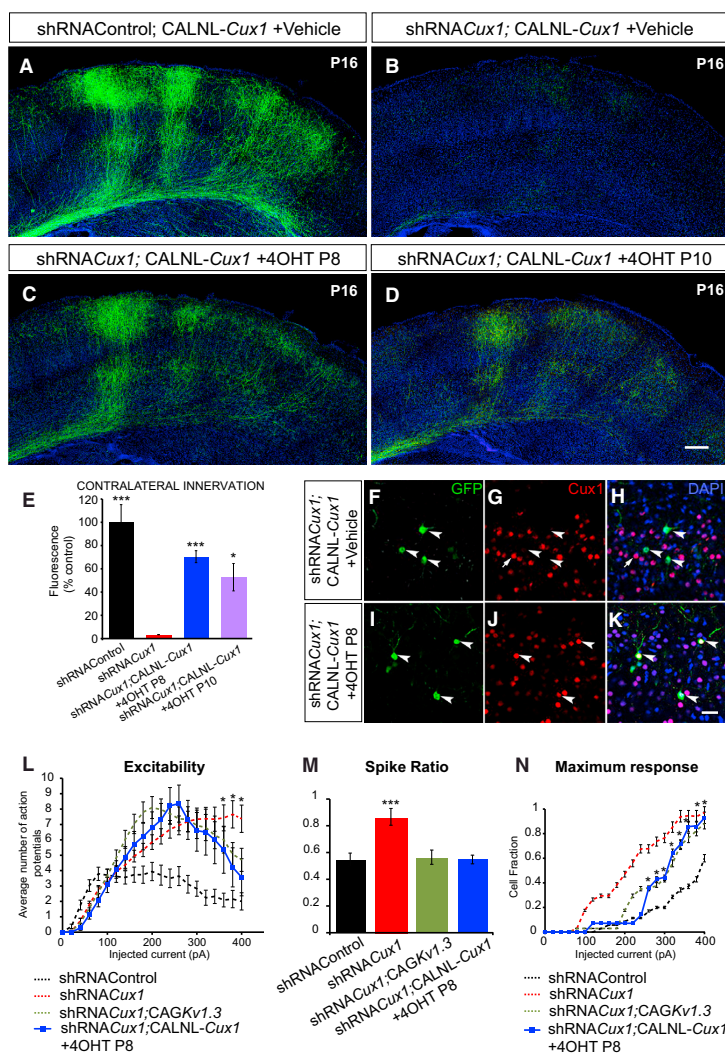 shRNAControl; CALNL-Cux1 +Vehicle
shRNACux1; CALNL-Cux1 +Vehicle
A
P16
B
P16
shRNACux1; CALNL-Cux1 +4OHT P8
shRNACux1; CALNL-Cux1 +4OHT P10
C
P16
D
P16
E
CONTRALATERAL INNERVATION
Fluorescence
(% control)
120
100
80
60
40
20
0
***
***
*
shRNAControl
shRNACux1
shRNACux1;CALNL-Cux1
+4OHT P8
shRNACux1;CALNL-Cux1
+4OHT P10
shRNACux1;
CALNL-Cux1
+Vehicle
F
GFP
G
Cux1
H
DAPI
shRNACux1;
CALNL-Cux1
+4OHT P8
I
J
K
L
Excitability
Average number of action
potentials
10
9
8
7
6
5
4
3
2
1
0
* * *
0
100
200
300
400
Injected current (pA)
shRNAControl
shRNACux1
shRNACux1;CAGKv1.3
shRNACux1;CALNL-Cux1
+4OHT P8
M
Spike Ratio
1
0.8
0.6
0.4
0.2
0
***
shRNAControl
shRNACux1
shRNACux1;CAGKv1.3
shRNACux1;CALNL-Cux1
+4OHT P8
N
Maximum response
Cell Fraction
1
0.8
0.6
0.4
0.2
0
* * * * * * * *
0
100
200
300
400
Injected current (pA)
shRNAControl
shRNACux1
shRNACux1;CAGKv1.3
shRNACux1;CALNL-Cux1
+4OHT P8